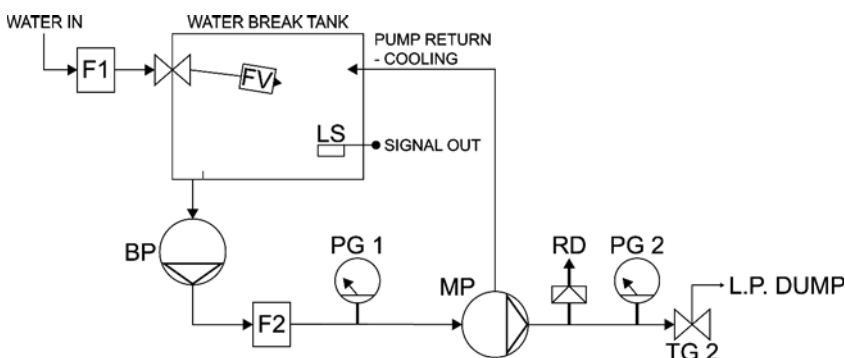 WATER IN
WATER BREAK TANK
PUMP RETURN
- COOLING
F1
FV
LS
SIGNAL OUT
BP
PG 1
RD
PG 2
MP
L.P. DUMP
F2
TG 2